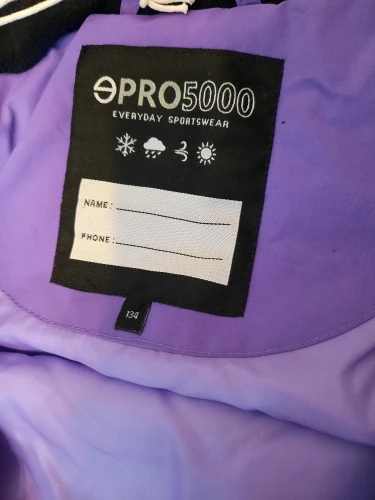 PRO5000
EVERYDAY SPORTSWEAR
NAME:
PHONE:
134